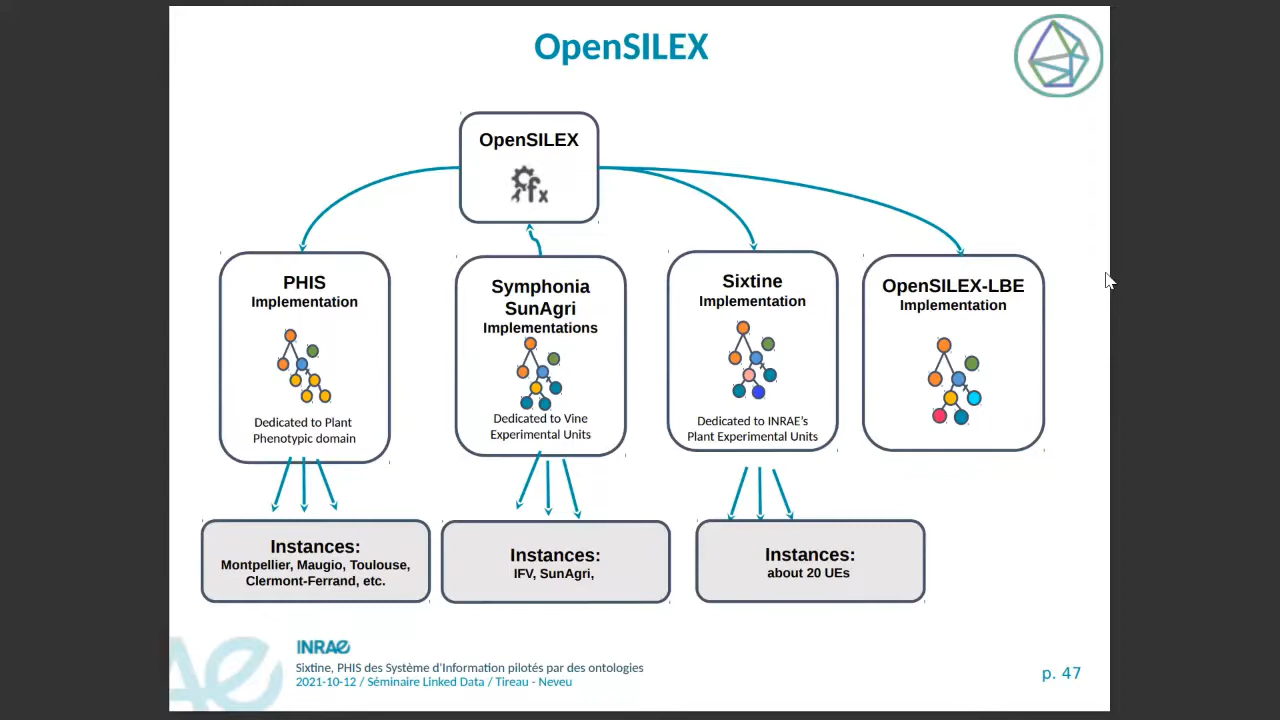 OpenSILEX
OpenSILEX
fx
PHIS
Implementation
Dedicated to Plant
Phenotypic domain
Symphonia
SunAgri
Implementations
Dedicated to Vine
Experimental Units
Sixtine
Implementation
Dedicated to INRAE's
Plant Experimental Units
OpenSILEX-LBE
Implementation
Instances:
Montpellier, Maugio, Toulouse,
Clermont-Ferrand, etc.
Instances:
IFV, SunAgri,
Instances:
about 20 UEs
INRAE
Sixtine, PHIS des Système d'Information pilotés par des ontologies
2021-10-12 / Séminaire Linked Data / Tireau - Neveu
p. 47